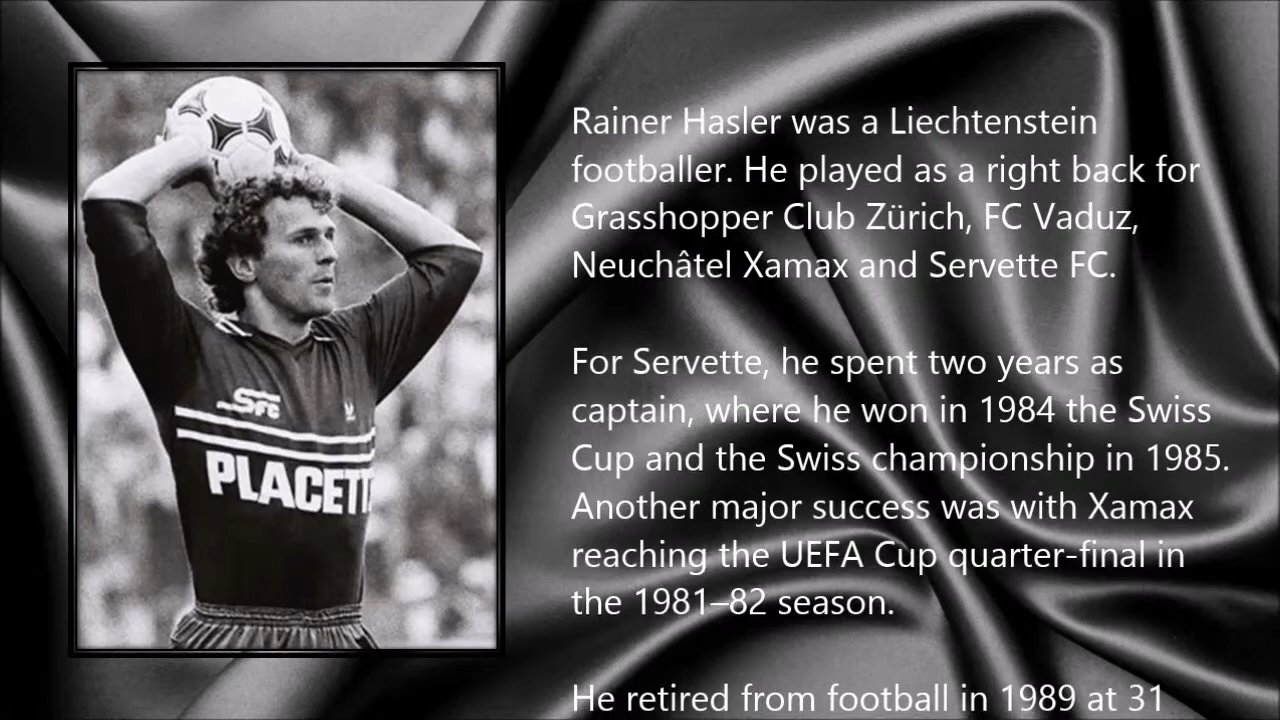 Sfc
PLACETT
Rainer Hasler was a Liechtenstein
footballer. He played as a right back for
Grasshopper Club Zürich, FC Vaduz,
Neuchâtel Xamax and Servette FC.
For Servette, he spent two years as
captain, where he won in 1984 the Swiss
Cup and the Swiss championship in 1985.
Another major success was with Xamax
reaching the UEFA Cup quarter-final in
the 1981–82 season.
He retired from football in 1989 at 31